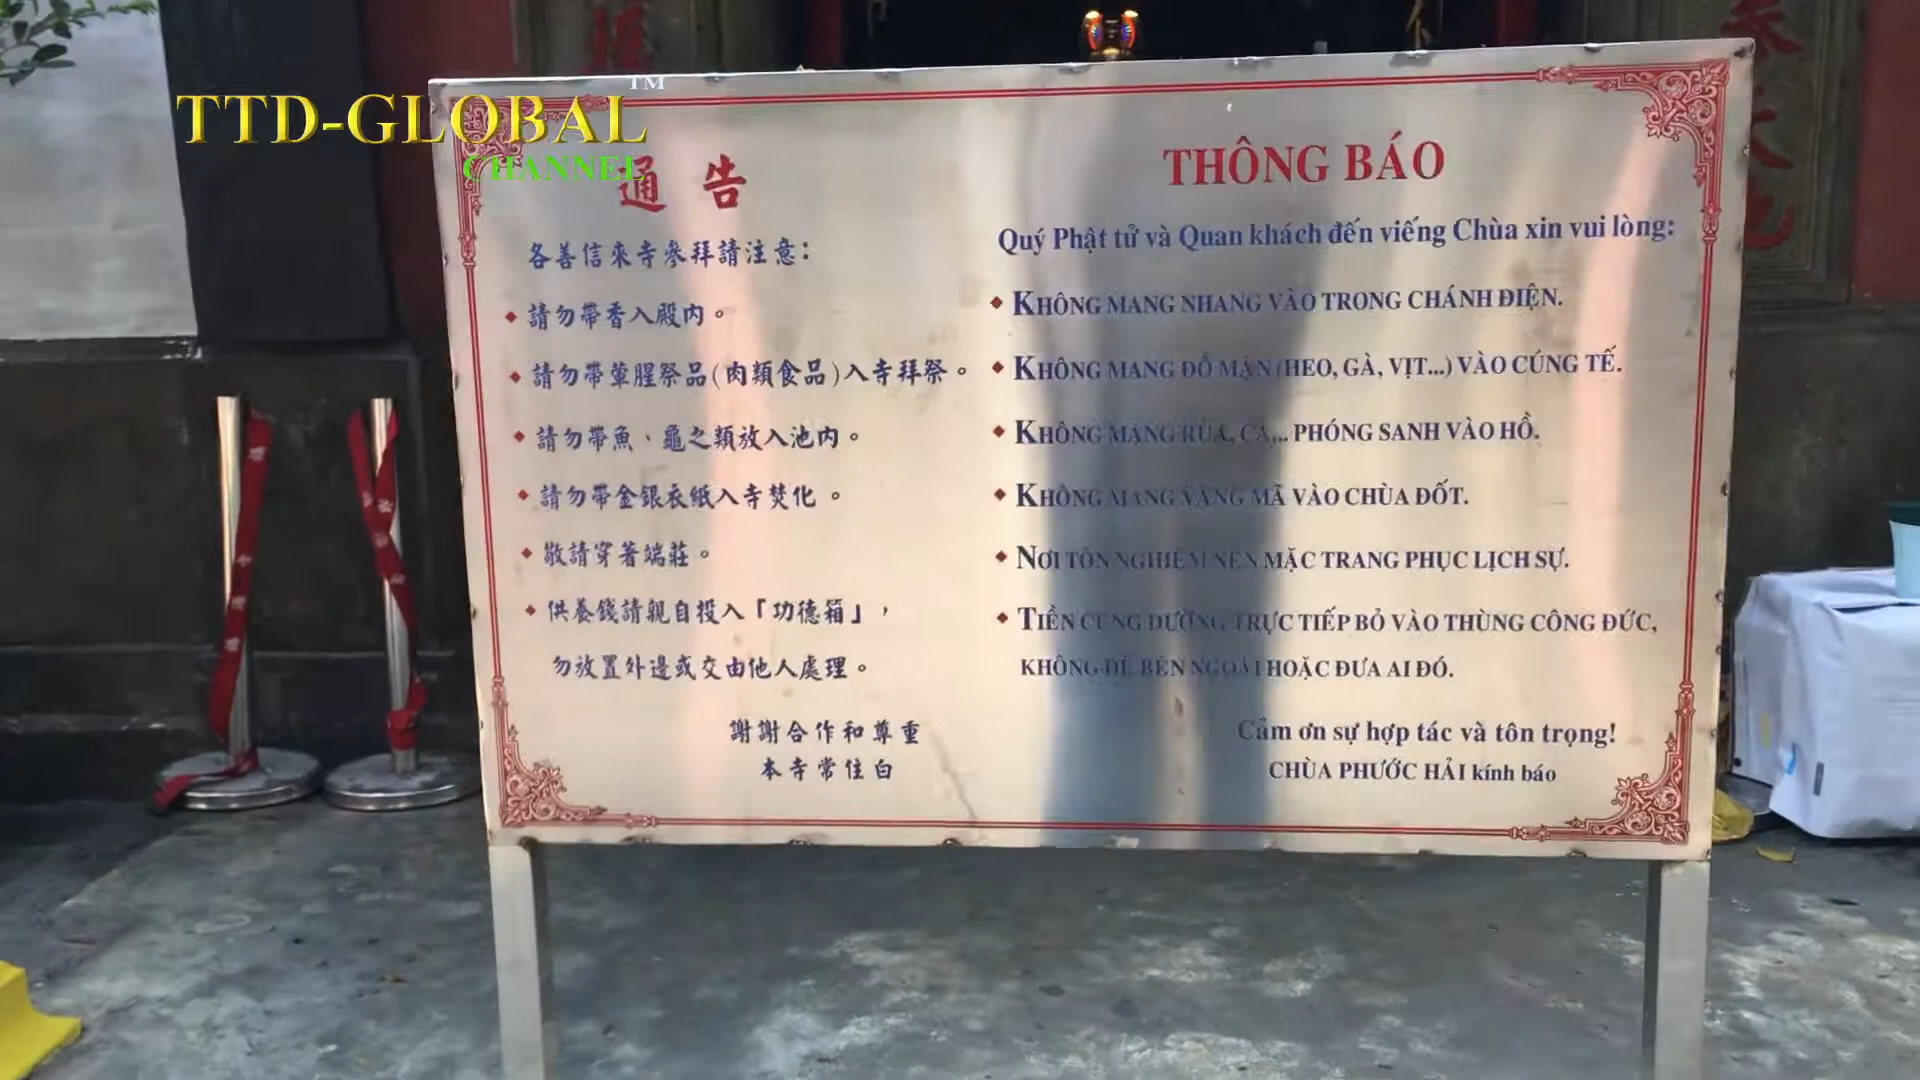 TTD-GLOBAL™
CHANNEL
通告
各善信來寺參拜請注意：
請勿帶香入殿內。
請勿帶葷腥祭品(肉類食品)入寺拜祭。
請勿帶魚、龜之類放入池內。
請勿帶金銀衣紙入寺焚化。
敬請穿著端莊。
供養錢請親自投入「功德箱」，
勿放置外邊或交由他人處理。
謝謝合作和尊重
本寺常住白
THÔNG BÁO
Quý Phật tử và Quan khách đến viếng Chùa xin vui lòng:
KHÔNG MANG NHANG VÀO TRONG CHÁNH ĐIỆN.
KHÔNG MANG ĐỒ MẶN (HEO, GÀ, VỊT...) VÀO CÚNG TẾ.
KHÔNG MANG RÙA, CÁ... PHÓNG SANH VÀO HỒ.
KHÔNG MANG VÀNG MÃ VÀO CHÙA ĐỐT.
NƠI TÔN NGHIÊM NÊN MẶC TRANG PHỤC LỊCH SỰ.
TIỀN CÚNG DƯỜNG TRỰC TIẾP BỎ VÀO THÙNG CÔNG ĐỨC,
KHÔNG ĐỂ BÊN NGOÀI HOẶC ĐƯA AI ĐÓ.
Cảm ơn sự hợp tác và tôn trọng!
CHÙA PHƯỚC HẢI kính báo